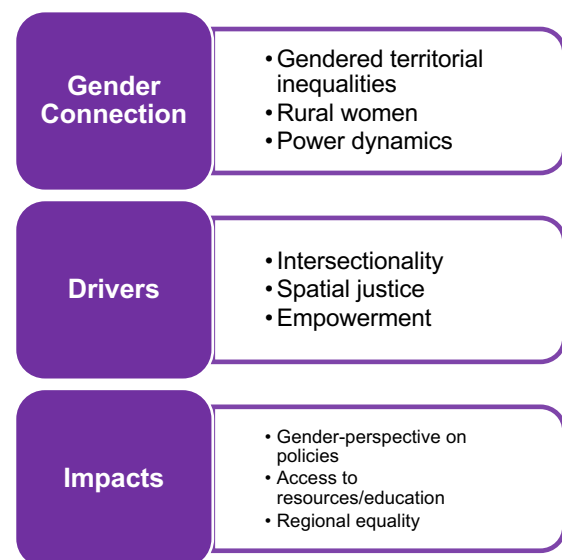 Gender
Connection
•Gendered territorial
inequalities
•Rural women
•Power dynamics
Drivers
•Intersectionality
•Spatial justice
•Empowerment
Impacts
• Gender-perspective on
policies
• Access to
resources/education
• Regional equality